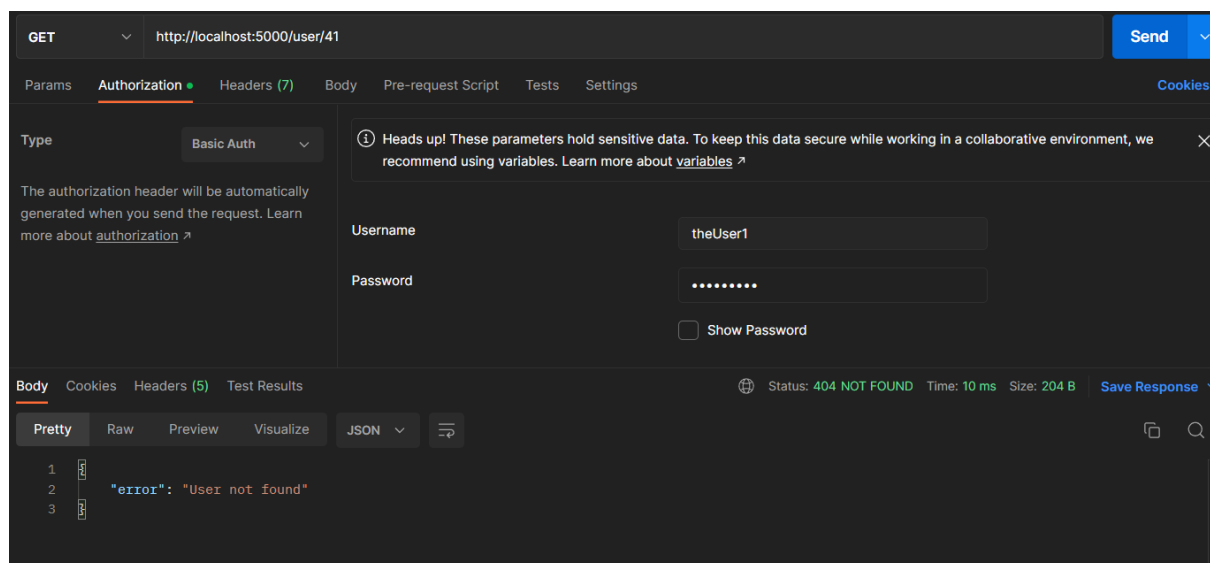 GET http://localhost:5000/user/41 Send
Params Authorization Headers (7) Body Pre-request Script Tests Settings Cookies
Type Basic Auth
The authorization header will be automatically
generated when you send the request. Learn
more about authorization ↗
Heads up! These parameters hold sensitive data. To keep this data secure while working in a collaborative environment, we
recommend using variables. Learn more about variables ↗
Username theUser1
Password •••••••••
Show Password
Body Cookies Headers (5) Test Results Status: 404 NOT FOUND Time: 10 ms Size: 204 B Save Response
Pretty Raw Preview Visualize JSON
1 {
2 "error": "User not found"
3 }